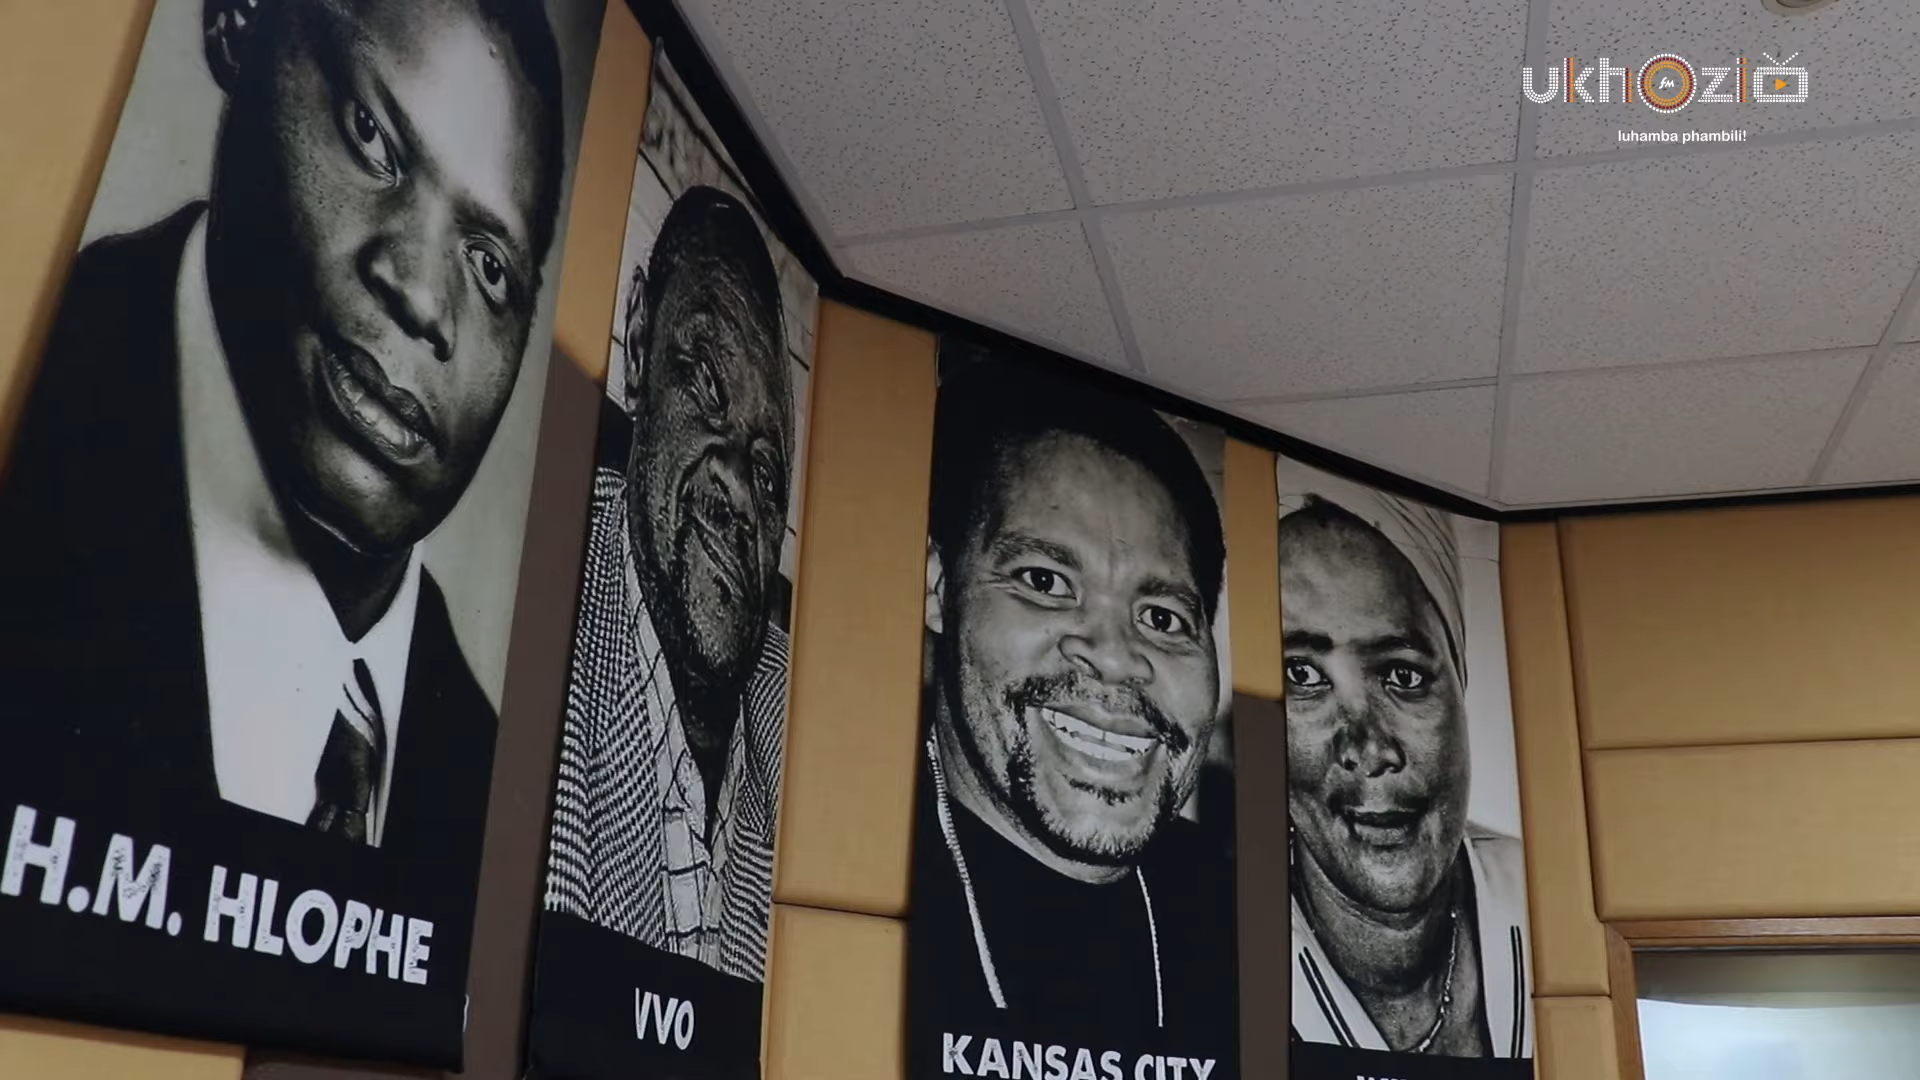 ukhOzi
fm
luhamba phambili!
H.M. HLOPHE
VVO
KANSAS CITY